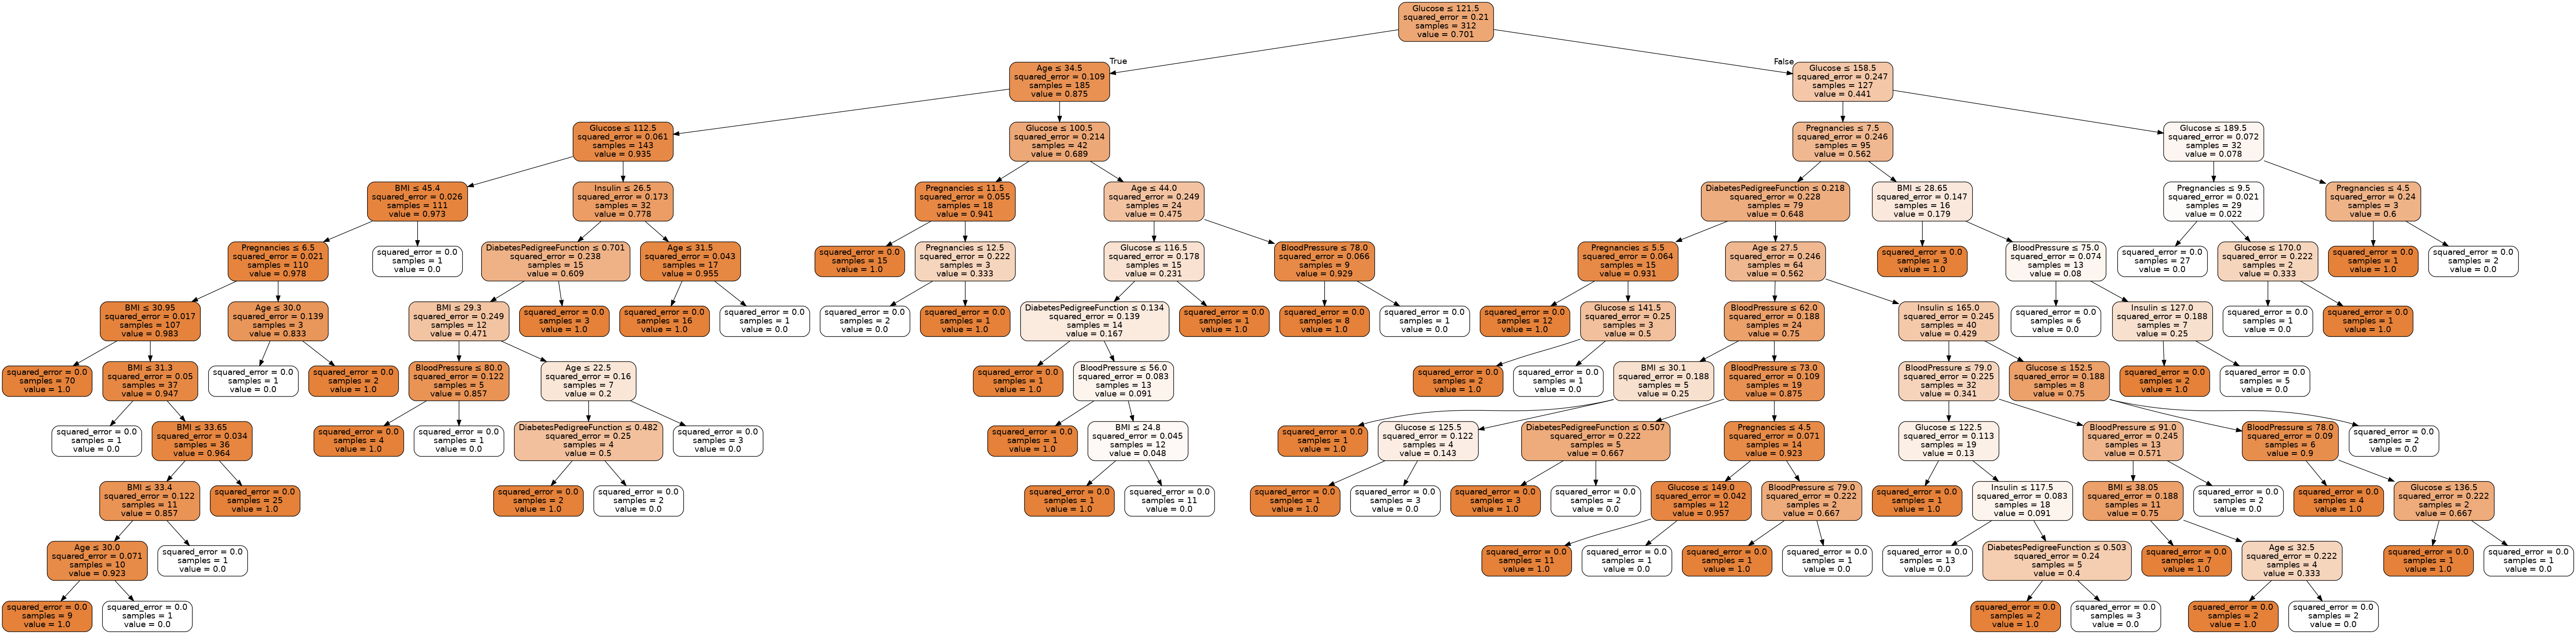 Glucose ≤ 121.5
squared_error = 0.21
samples = 312
value = 0.701
True
False
Age ≤ 34.5
squared_error = 0.109
samples = 185
value = 0.875
Glucose ≤ 158.5
squared_error = 0.247
samples = 127
value = 0.441
Glucose ≤ 112.5
squared_error = 0.061
samples = 143
value = 0.935
Glucose ≤ 100.5
squared_error = 0.214
samples = 42
value = 0.689
Pregnancies ≤ 7.5
squared_error = 0.246
samples = 95
value = 0.562
Glucose ≤ 189.5
squared_error = 0.072
samples = 32
value = 0.078
BMI ≤ 45.4
squared_error = 0.026
samples = 111
value = 0.973
Insulin ≤ 26.5
squared_error = 0.173
samples = 32
value = 0.778
Pregnancies ≤ 11.5
squared_error = 0.055
samples = 18
value = 0.941
Age ≤ 44.0
squared_error = 0.249
samples = 24
value = 0.475
DiabetesPedigreeFunction ≤ 0.218
squared_error = 0.228
samples = 79
value = 0.648
BMI ≤ 28.65
squared_error = 0.147
samples = 16
value = 0.179
Pregnancies ≤ 9.5
squared_error = 0.021
samples = 29
value = 0.022
Pregnancies ≤ 4.5
squared_error = 0.24
samples = 3
value = 0.6
Pregnancies ≤ 6.5
squared_error = 0.021
samples = 110
value = 0.978
squared_error = 0.0
samples = 1
value = 0.0
DiabetesPedigreeFunction ≤ 0.701
squared_error = 0.238
samples = 15
value = 0.609
Age ≤ 31.5
squared_error = 0.043
samples = 17
value = 0.955
squared_error = 0.0
samples = 15
value = 1.0
Pregnancies ≤ 12.5
squared_error = 0.222
samples = 3
value = 0.333
Glucose ≤ 116.5
squared_error = 0.178
samples = 15
value = 0.231
BloodPressure ≤ 78.0
squared_error = 0.066
samples = 9
value = 0.929
Pregnancies ≤ 5.5
squared_error = 0.064
samples = 15
value = 0.931
Age ≤ 27.5
squared_error = 0.246
samples = 64
value = 0.562
squared_error = 0.0
samples = 3
value = 1.0
BloodPressure ≤ 75.0
squared_error = 0.074
samples = 13
value = 0.08
squared_error = 0.0
samples = 27
value = 0.0
Glucose ≤ 170.0
squared_error = 0.222
samples = 2
value = 0.333
squared_error = 0.0
samples = 1
value = 1.0
squared_error = 0.0
samples = 2
value = 0.0
BMI ≤ 30.95
squared_error = 0.017
samples = 107
value = 0.983
Age ≤ 30.0
squared_error = 0.139
samples = 3
value = 0.833
BMI ≤ 29.3
squared_error = 0.249
samples = 12
value = 0.471
squared_error = 0.0
samples = 3
value = 1.0
squared_error = 0.0
samples = 16
value = 1.0
squared_error = 0.0
samples = 1
value = 0.0
squared_error = 0.0
samples = 2
value = 0.0
squared_error = 0.0
samples = 1
value = 1.0
DiabetesPedigreeFunction ≤ 0.134
squared_error = 0.139
samples = 14
value = 0.167
squared_error = 0.0
samples = 1
value = 1.0
squared_error = 0.0
samples = 8
value = 1.0
squared_error = 0.0
samples = 1
value = 0.0
squared_error = 0.0
samples = 12
value = 1.0
Glucose ≤ 141.5
squared_error = 0.25
samples = 3
value = 0.5
BloodPressure ≤ 62.0
squared_error = 0.188
samples = 24
value = 0.75
Insulin ≤ 165.0
squared_error = 0.245
samples = 40
value = 0.429
squared_error = 0.0
samples = 6
value = 0.0
Insulin ≤ 127.0
squared_error = 0.188
samples = 7
value = 0.25
squared_error = 0.0
samples = 1
value = 0.0
squared_error = 0.0
samples = 1
value = 1.0
squared_error = 0.0
samples = 70
value = 1.0
BMI ≤ 31.3
squared_error = 0.05
samples = 37
value = 0.947
squared_error = 0.0
samples = 1
value = 0.0
squared_error = 0.0
samples = 2
value = 1.0
BloodPressure ≤ 80.0
squared_error = 0.122
samples = 5
value = 0.857
Age ≤ 22.5
squared_error = 0.16
samples = 7
value = 0.2
squared_error = 0.0
samples = 1
value = 1.0
BloodPressure ≤ 56.0
squared_error = 0.083
samples = 13
value = 0.091
squared_error = 0.0
samples = 2
value = 1.0
squared_error = 0.0
samples = 1
value = 0.0
BMI ≤ 30.1
squared_error = 0.188
samples = 5
value = 0.25
BloodPressure ≤ 73.0
squared_error = 0.109
samples = 19
value = 0.875
BloodPressure ≤ 79.0
squared_error = 0.225
samples = 32
value = 0.341
Glucose ≤ 152.5
squared_error = 0.188
samples = 8
value = 0.75
squared_error = 0.0
samples = 2
value = 1.0
squared_error = 0.0
samples = 5
value = 0.0
squared_error = 0.0
samples = 1
value = 0.0
BMI ≤ 33.65
squared_error = 0.034
samples = 36
value = 0.964
squared_error = 0.0
samples = 4
value = 1.0
squared_error = 0.0
samples = 1
value = 0.0
DiabetesPedigreeFunction ≤ 0.482
squared_error = 0.25
samples = 4
value = 0.5
squared_error = 0.0
samples = 3
value = 0.0
squared_error = 0.0
samples = 1
value = 1.0
BMI ≤ 24.8
squared_error = 0.045
samples = 12
value = 0.048
squared_error = 0.0
samples = 1
value = 1.0
Glucose ≤ 125.5
squared_error = 0.122
samples = 4
value = 0.143
DiabetesPedigreeFunction ≤ 0.507
squared_error = 0.222
samples = 5
value = 0.667
Pregnancies ≤ 4.5
squared_error = 0.071
samples = 14
value = 0.923
Glucose ≤ 122.5
squared_error = 0.113
samples = 19
value = 0.13
BloodPressure ≤ 91.0
squared_error = 0.245
samples = 13
value = 0.571
BloodPressure ≤ 78.0
squared_error = 0.09
samples = 6
value = 0.9
squared_error = 0.0
samples = 2
value = 0.0
BMI ≤ 33.4
squared_error = 0.122
samples = 11
value = 0.857
squared_error = 0.0
samples = 25
value = 1.0
squared_error = 0.0
samples = 2
value = 1.0
squared_error = 0.0
samples = 2
value = 0.0
squared_error = 0.0
samples = 1
value = 1.0
squared_error = 0.0
samples = 11
value = 0.0
squared_error = 0.0
samples = 1
value = 1.0
squared_error = 0.0
samples = 3
value = 0.0
squared_error = 0.0
samples = 3
value = 1.0
squared_error = 0.0
samples = 2
value = 0.0
Glucose ≤ 149.0
squared_error = 0.042
samples = 12
value = 0.957
BloodPressure ≤ 79.0
squared_error = 0.222
samples = 2
value = 0.667
squared_error = 0.0
samples = 1
value = 1.0
Insulin ≤ 117.5
squared_error = 0.083
samples = 18
value = 0.091
BMI ≤ 38.05
squared_error = 0.188
samples = 11
value = 0.75
squared_error = 0.0
samples = 2
value = 0.0
squared_error = 0.0
samples = 4
value = 1.0
Glucose ≤ 136.5
squared_error = 0.222
samples = 2
value = 0.667
Age ≤ 30.0
squared_error = 0.071
samples = 10
value = 0.923
squared_error = 0.0
samples = 1
value = 0.0
squared_error = 0.0
samples = 11
value = 1.0
squared_error = 0.0
samples = 1
value = 0.0
squared_error = 0.0
samples = 1
value = 1.0
squared_error = 0.0
samples = 1
value = 0.0
squared_error = 0.0
samples = 13
value = 0.0
DiabetesPedigreeFunction ≤ 0.503
squared_error = 0.24
samples = 5
value = 0.4
squared_error = 0.0
samples = 7
value = 1.0
Age ≤ 32.5
squared_error = 0.222
samples = 4
value = 0.333
squared_error = 0.0
samples = 1
value = 1.0
squared_error = 0.0
samples = 1
value = 0.0
squared_error = 0.0
samples = 9
value = 1.0
squared_error = 0.0
samples = 1
value = 0.0
squared_error = 0.0
samples = 2
value = 1.0
squared_error = 0.0
samples = 3
value = 0.0
squared_error = 0.0
samples = 2
value = 1.0
squared_error = 0.0
samples = 2
value = 0.0